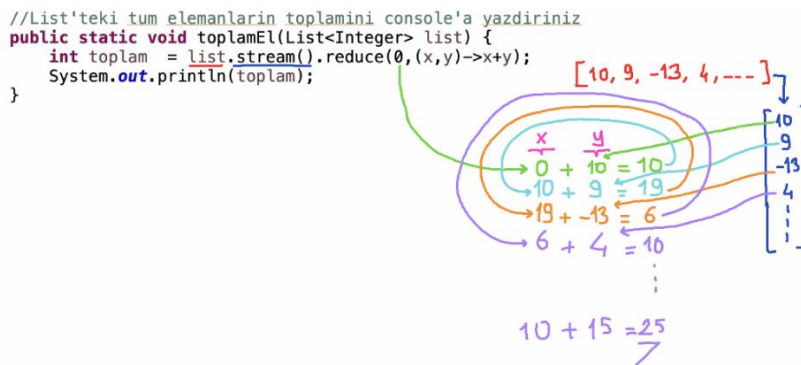 //List'teki tum elemanlarin toplamini console'a yazdiriniz
public static void toplamEl(List<Integer> list) {
int toplam  = list.stream().reduce(0,(x,y)->x+y);
System.out.println(toplam);
}
[10, 9, -13, 4, ---]
x y
0 + 10 = 10
10 + 9 = 19
19 + -13 = 6
6 + 4 = 10
10 + 15 = 25
10
9
-13
4